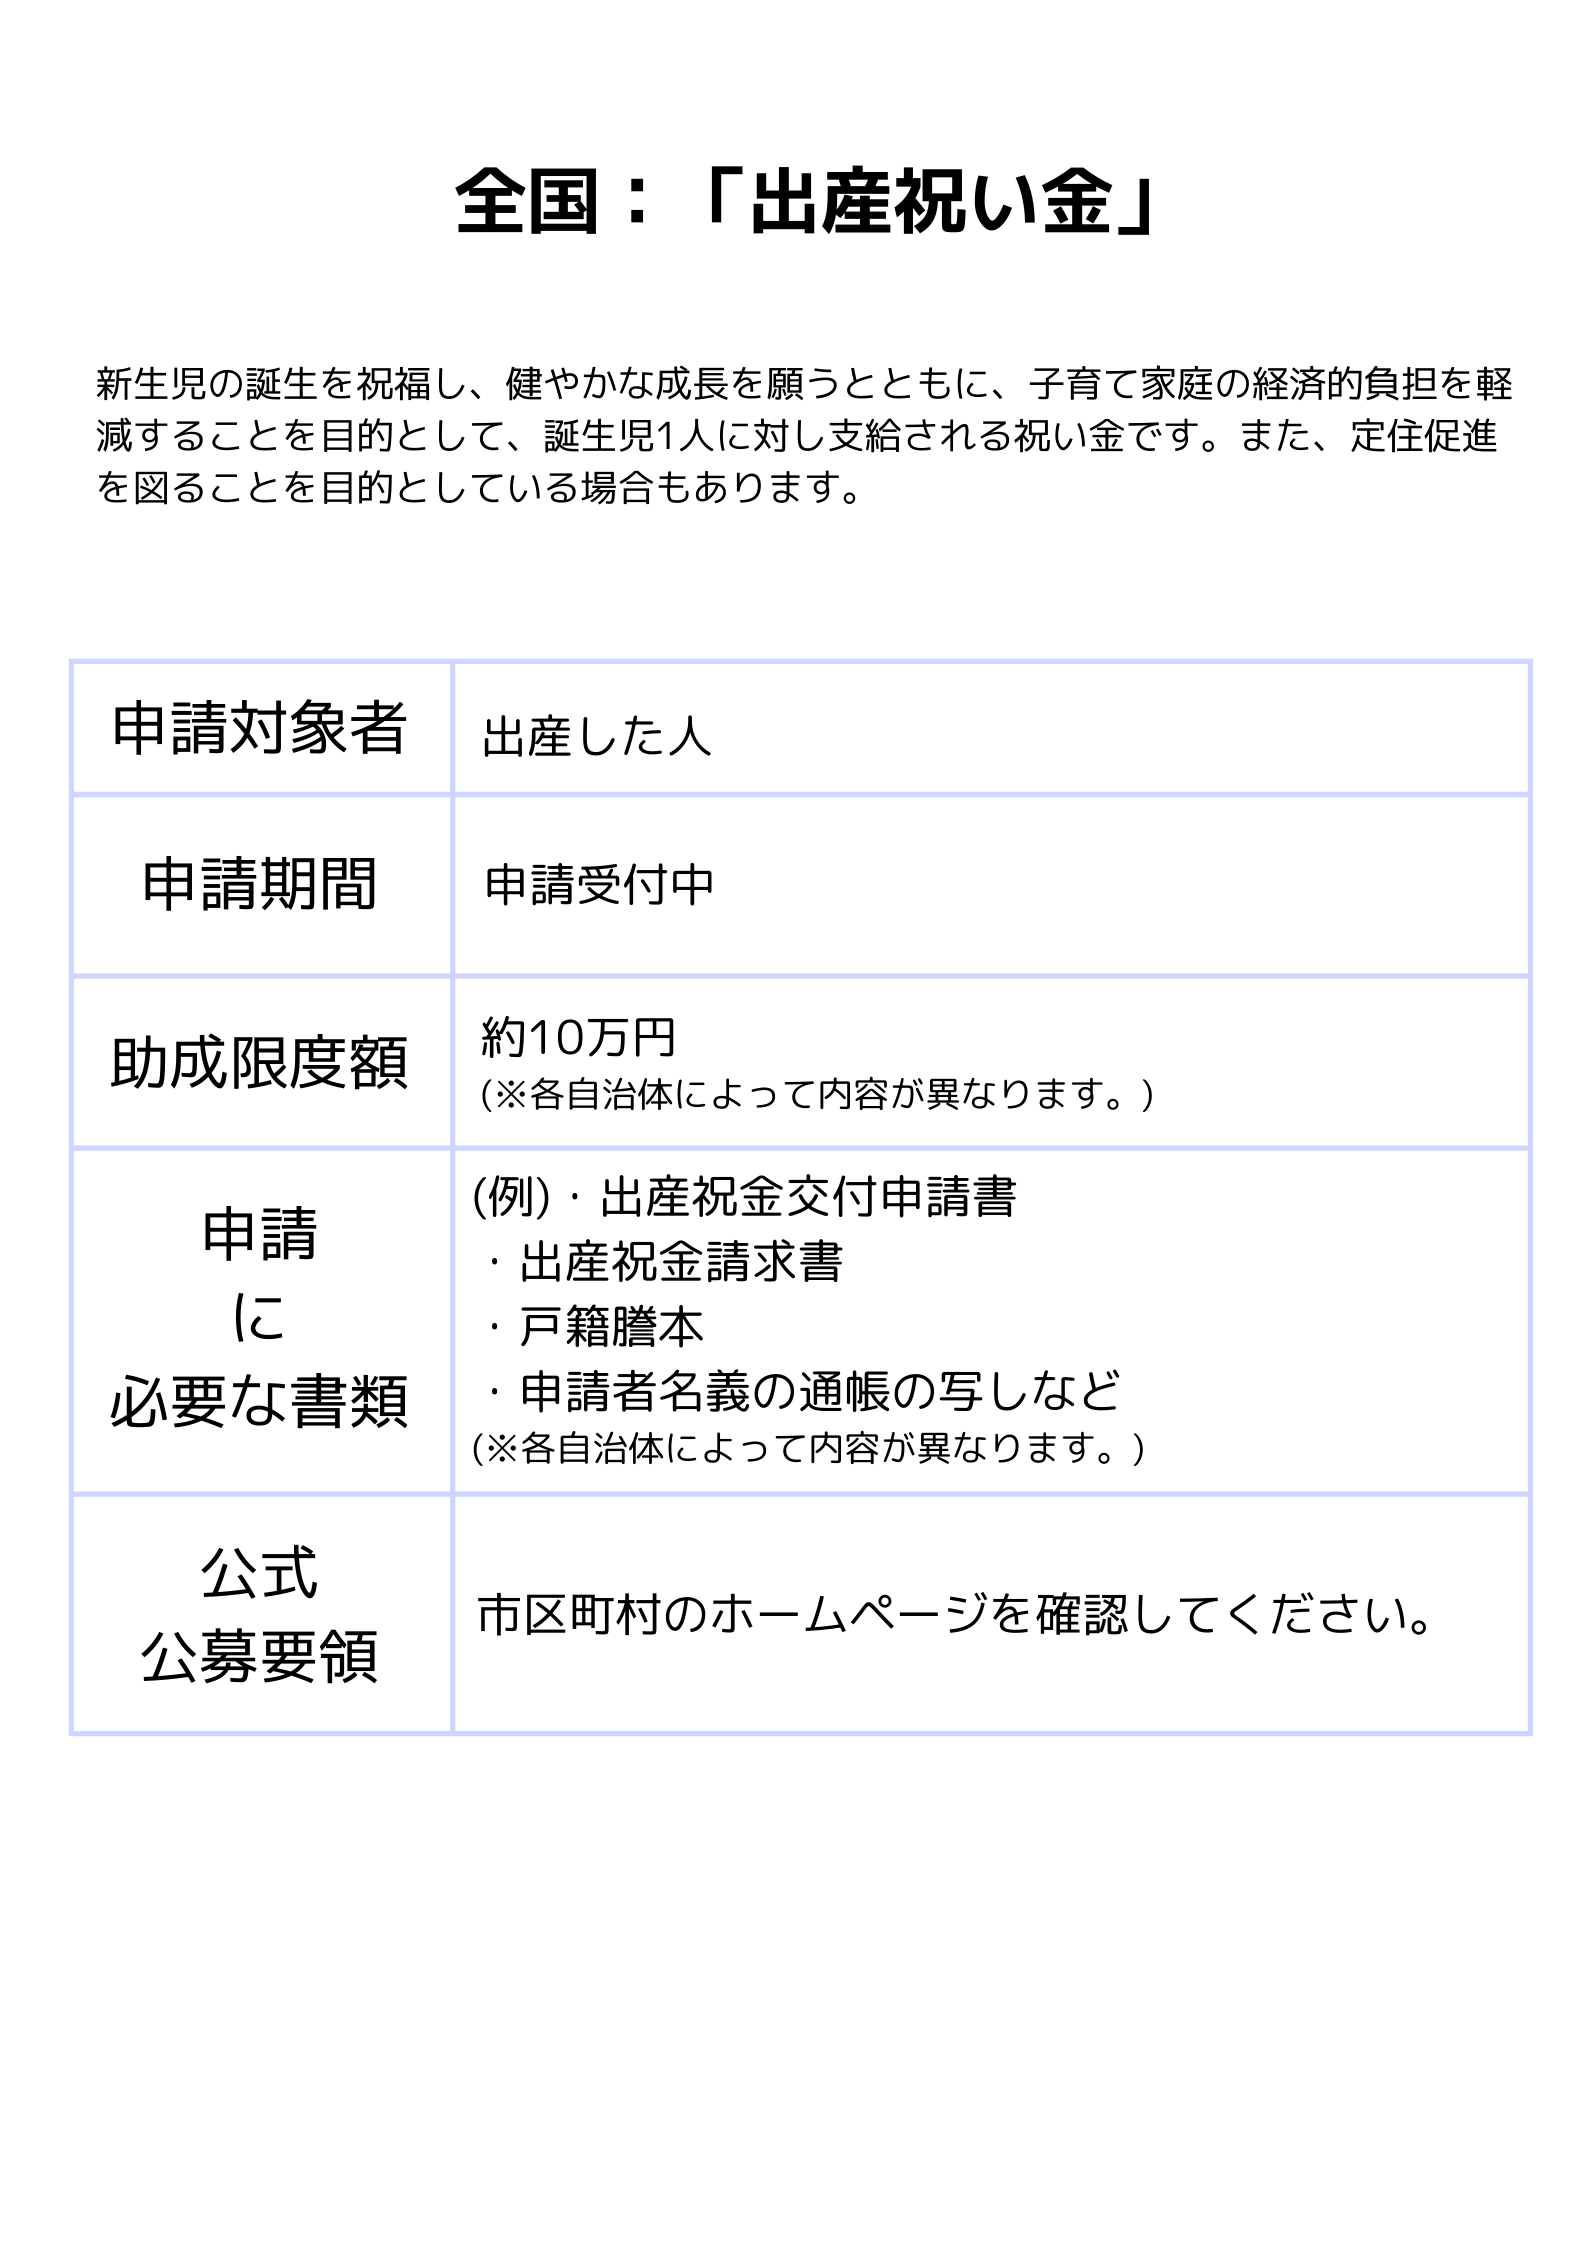 全国：「出産祝い金」
新生児の誕生を祝福し、健やかな成長を願うとともに、子育て家庭の経済的負担を軽
減することを目的として、誕生児1人に対し支給される祝い金です。また、定住促進
を図ることを目的としている場合もあります。
申請対象者
出産した人
申請期間
申請受付中
助成限度額
約10万円
(※各自治体によって内容が異なります。)
申請
に
必要な書類
(例)・出産祝金交付申請書
・出産祝金請求書
・戸籍謄本
・申請者名義の通帳の写しなど
(※各自治体によって内容が異なります。)
公式
公募要領
市区町村のホームページを確認してください。